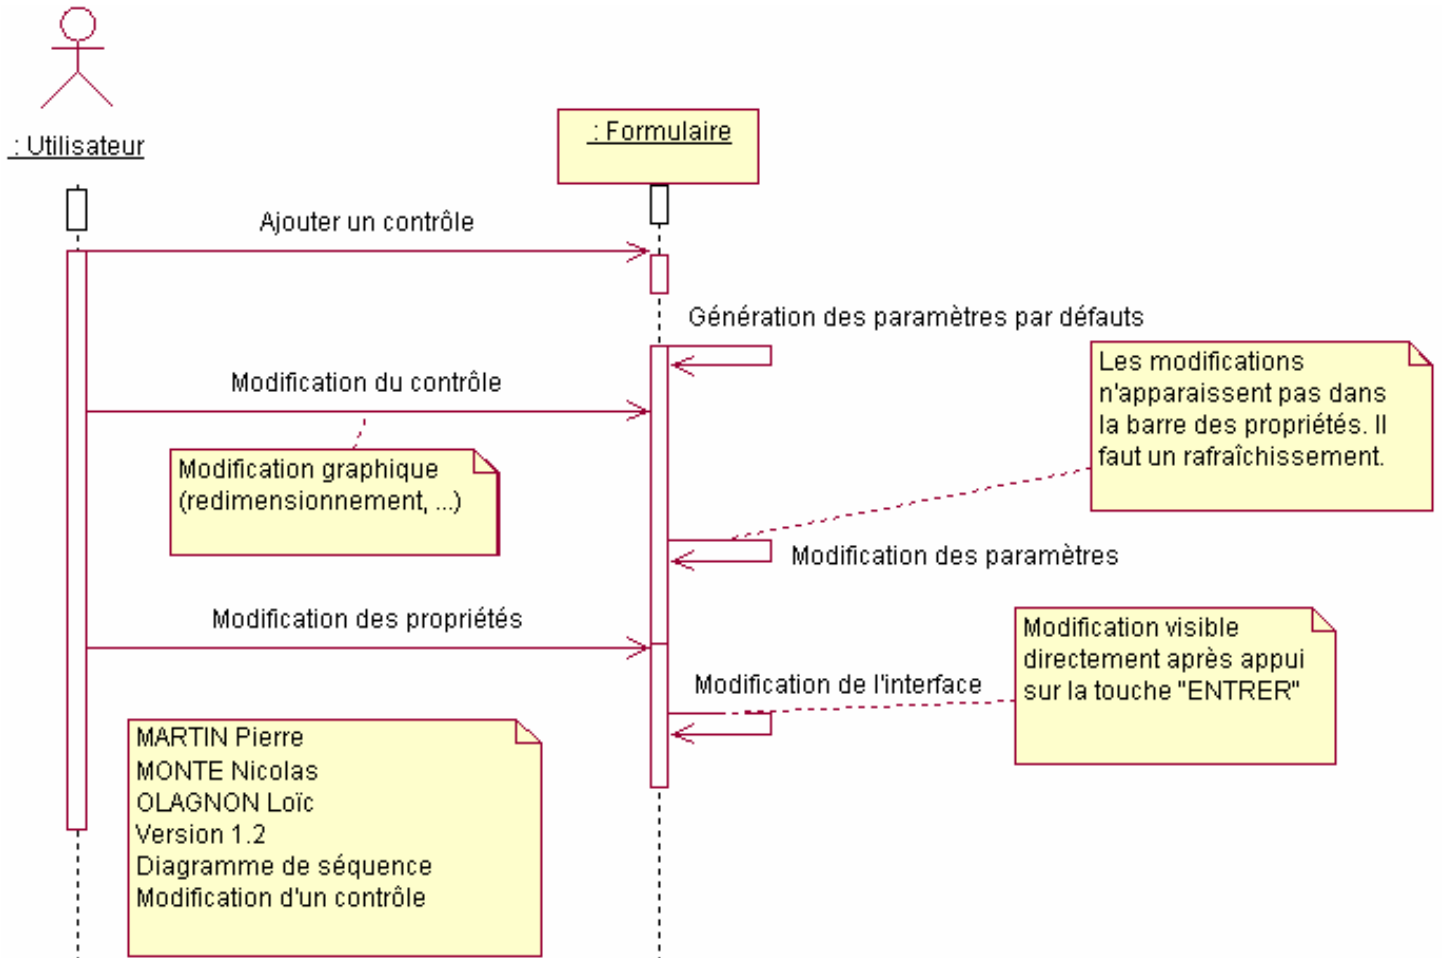 : Utilisateur
: Formulaire
Ajouter un contrôle
Génération des paramètres par défauts
Modification du contrôle
Les modifications
n'apparaissent pas dans
la barre des propriétés. Il
faut un rafraîchissement.
Modification graphique
(redimensionnement, ...)
Modification des paramètres
Modification des propriétés
Modification visible
directement après appui
sur la touche "ENTRER"
Modification de l'interface
MARTIN Pierre
MONTE Nicolas
OLAGNON Loïc
Version 1.2
Diagramme de séquence
Modification d'un contrôle